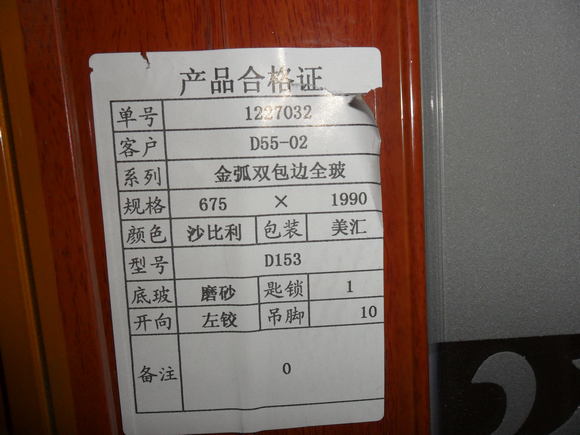 产品合格证
单号 1227032
客户 D55-02
系列 金弧双包边全玻
规格 675 × 1990
颜色 沙比利 包装 美汇
型号 D153
底玻 磨砂 匙锁 1
开向 左铰 吊脚 10
备注 0